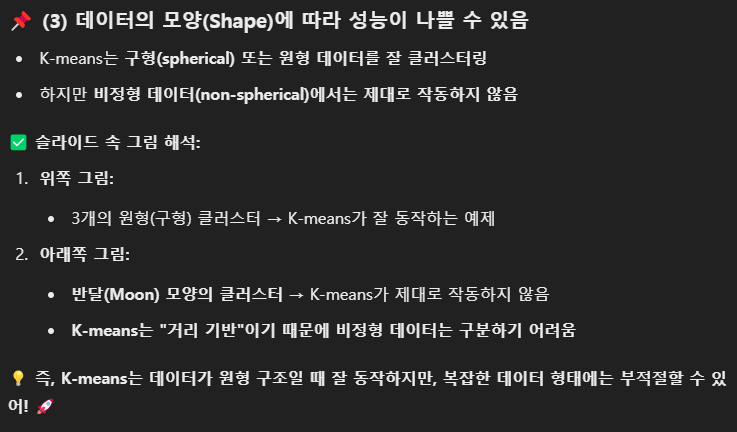 📌 (3) 데이터의 모양(Shape)에 따라 성능이 나쁠 수 있음
• K-means는 구형(spherical) 또는 원형 데이터를 잘 클러스터링
• 하지만 비정형 데이터(non-spherical)에서는 제대로 작동하지 않음
✅ 슬라이드 속 그림 해석:
1. 위쪽 그림:
• 3개의 원형(구형) 클러스터 → K-means가 잘 동작하는 예제
2. 아래쪽 그림:
• 반달(Moon) 모양의 클러스터 → K-means가 제대로 작동하지 않음
• K-means는 "거리 기반"이기 때문에 비정형 데이터는 구분하기 어려움
💡 즉, K-means는 데이터가 원형 구조일 때 잘 동작하지만, 복잡한 데이터 형태에는 부적절할 수 있
어! 🚀